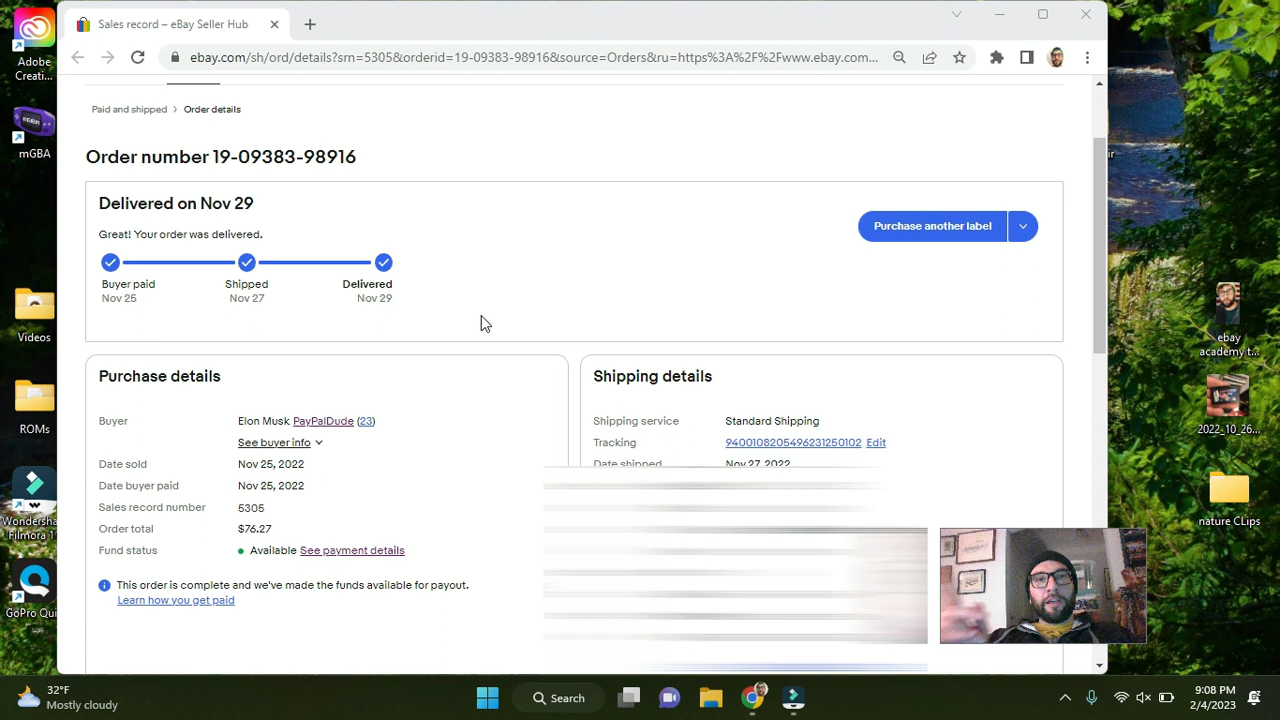 Sales record – eBay Seller Hub
ebay.com/sh/ord/details?srn=5305&orderid=19-09383-98916&source=Orders&ru=https%3A%2F%2Fwww.ebay.com...
Adobe
Creati...
mGBA
Videos
ROMs
Wondersha
Filmora 1
GoPro Qui
Paid and shipped > Order details
Order number 19-09383-98916
Delivered on Nov 29
Great! Your order was delivered.
Purchase another label
Buyer paid
Nov 25
Shipped
Nov 27
Delivered
Nov 29
Purchase details
Buyer Elon Musk PayPalDude (23)
See buyer info
Date sold Nov 25, 2022
Date buyer paid Nov 25, 2022
Sales record number 5305
Order total $76.27
Fund status Available See payment details
This order is complete and we've made the funds available for payout.
Learn how you get paid
Shipping details
Shipping service Standard Shipping
Tracking 9400108205496231250102 Edit
Date shipped Nov 27, 2022
ir
ebay
academy t...
2022_10_26...
nature CLips
32°F
Mostly cloudy
Search
9:08 PM
2/4/2023